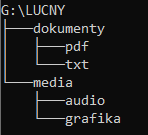 G:\LUCNY
├───dokumenty
│   ├───pdf
│   └───txt
└───media
    ├───audio
    └───grafika